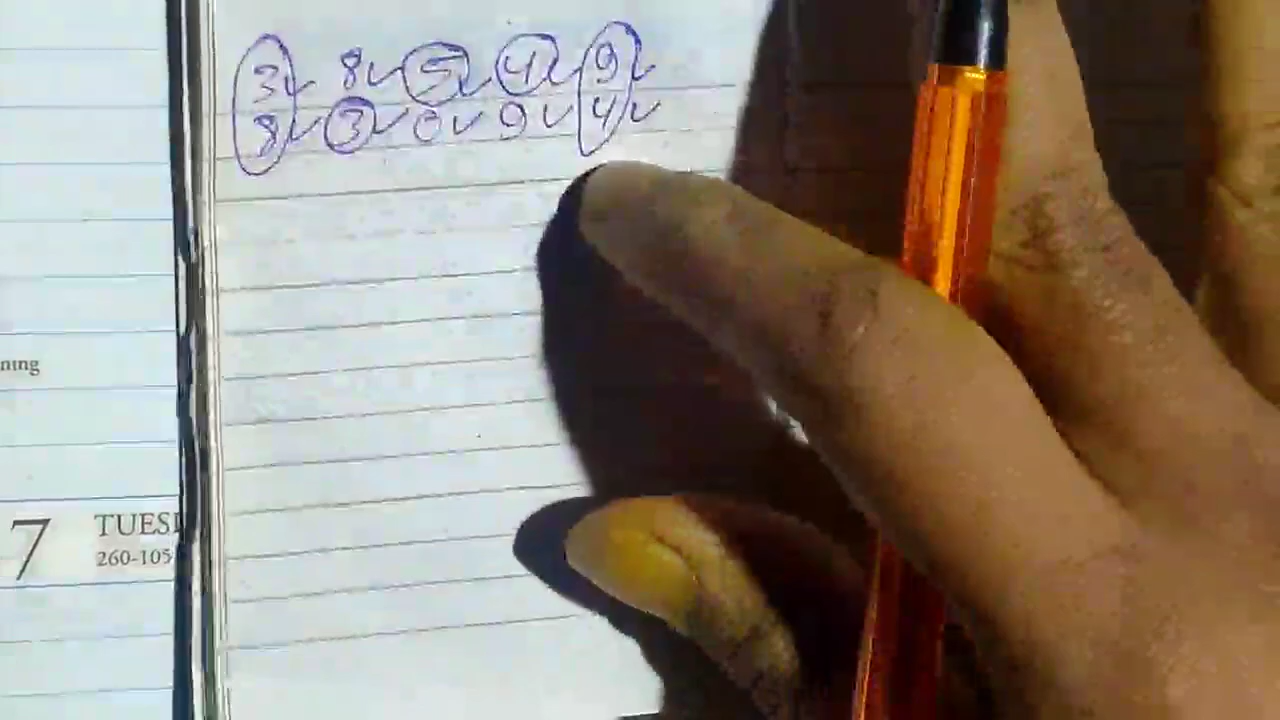 3✓ 8✓ 5✓ 4✓ 9✓
8✓ 3✓ 0✓ 9✓ 4✓
ning
7 TUES
260-105